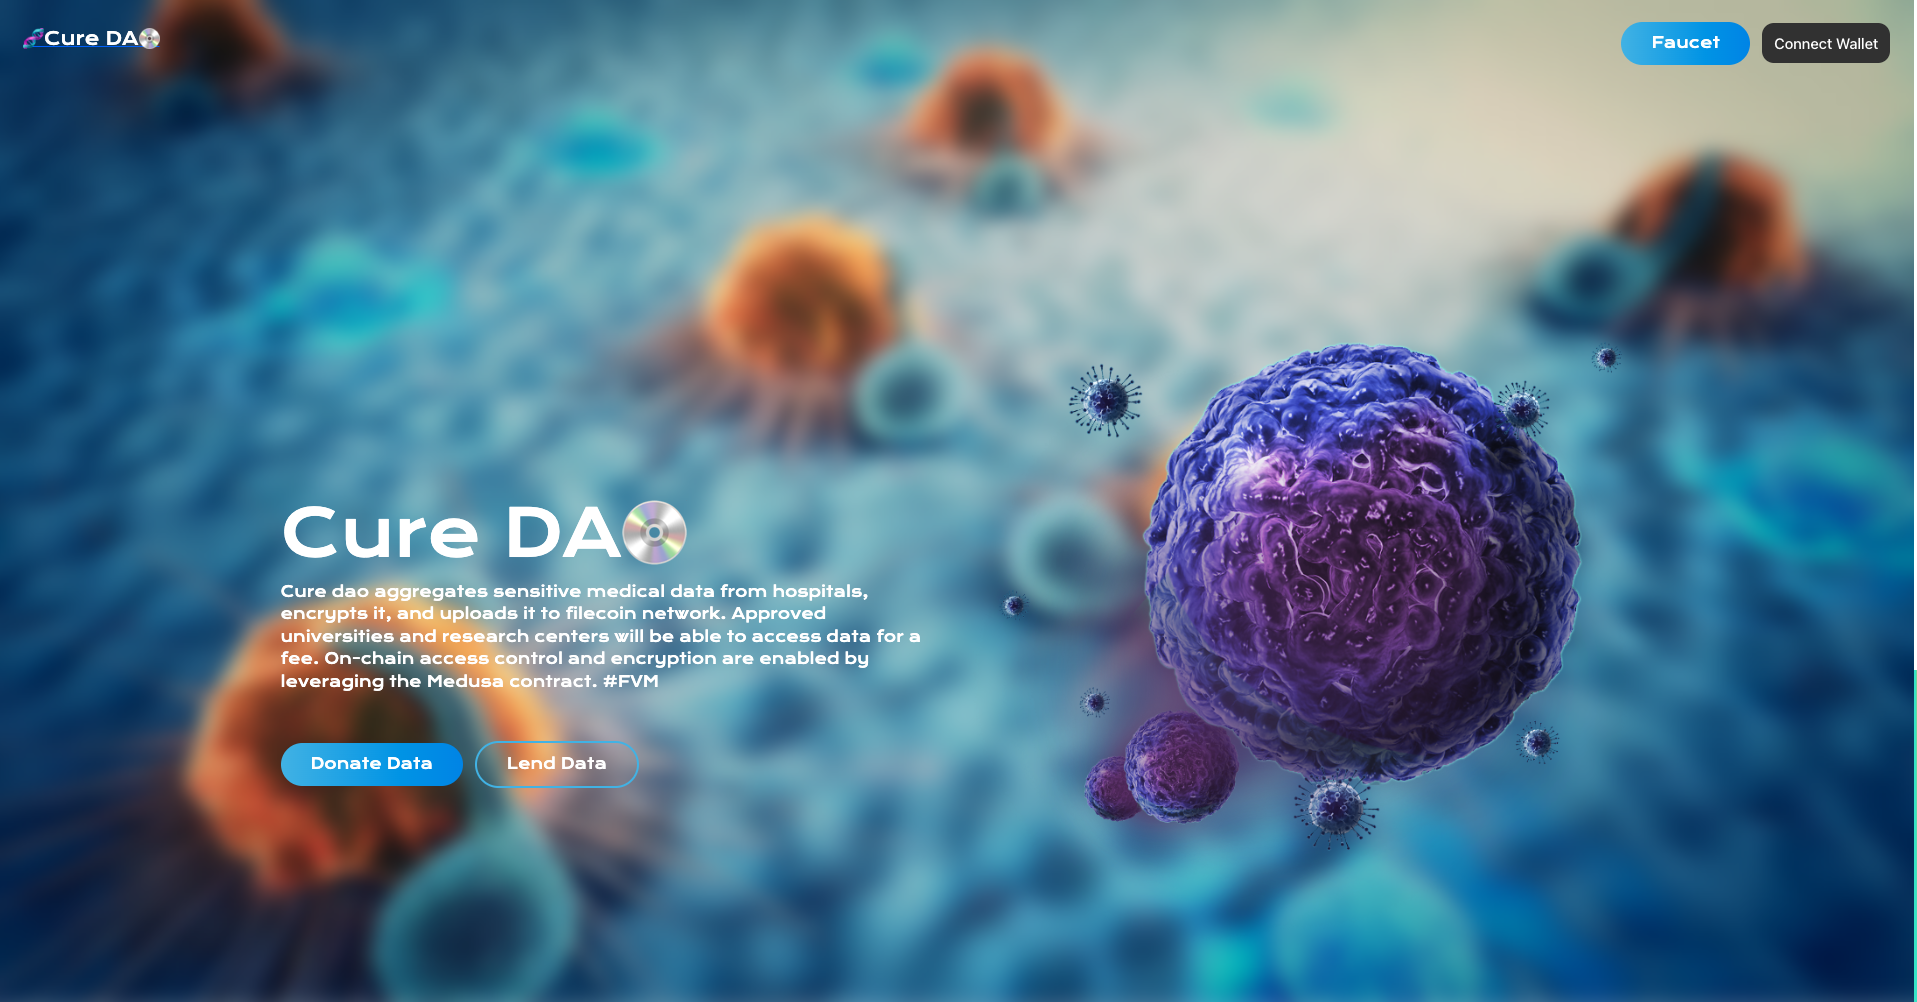 🧬Cure DA💿
Faucet
Connect Wallet
Cure DA💿
Cure dao aggregates sensitive medical data from hospitals,
encrypts it, and uploads it to filecoin network. Approved
universities and research centers will be able to access data for a
fee. On-chain access control and encryption are enabled by
leveraging the Medusa contract. #FVM
Donate Data
Lend Data